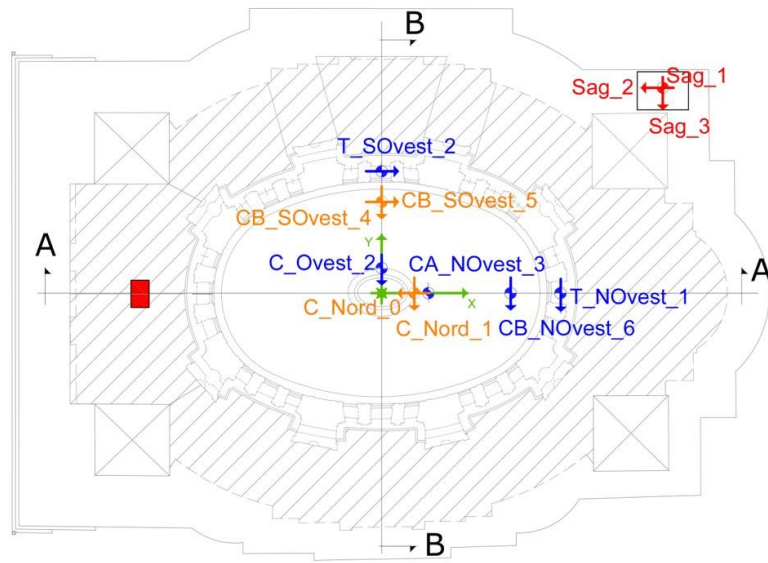 B
Sag_1
Sag_2
Sag_3
T_SOvest_2
CB_SOvest_5
CB_SOvest_4
A
Y
C_Ovest_2
CA_NOvest_3
A
T_NOvest_1
X
C_Nord_0
C_Nord_1
CB_NOvest_6
B